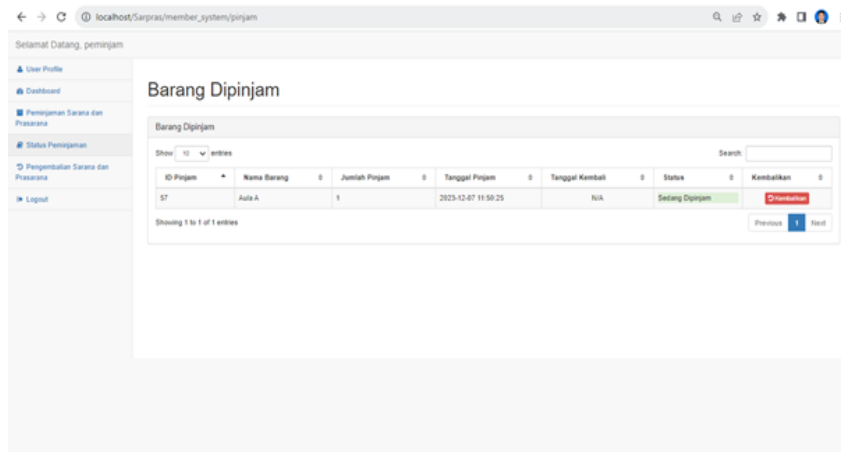 localhost/Sarpras/member_system/pinjam
Selamat Datang, peminjam
User Profile
Dashboard
Peminjaman Sarana dan
Prasarana
Status Peminjaman
Pengembalian Sarana dan
Prasarana
Logout
Barang Dipinjam
Barang Dipinjam
Show 10 entries
Search:
ID Pinjam Nama Barang Jumlah Pinjam Tanggal Pinjam Tanggal Kembali Status Kembalikan
57 Aula A 1 2023-12-07 11:50:25 N/A Sedang Dipinjam Kembalikan
Showing 1 to 1 of 1 entries
Previous 1 Next